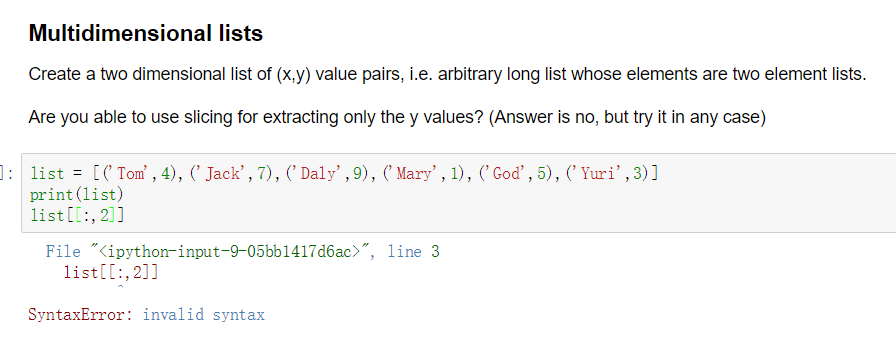 Multidimensional lists
Create a two dimensional list of (x,y) value pairs, i.e. arbitrary long list whose elements are two element lists.
Are you able to use slicing for extracting only the y values? (Answer is no, but try it in any case)
]: list = [('Tom',4),('Jack',7),('Daly',9),('Mary',1),('God',5),('Yuri',3)]
print(list)
list[[:,2]]
File "<ipython-input-9-05bb1417d6ac>", line 3
list[[:,2]]
^
SyntaxError: invalid syntax